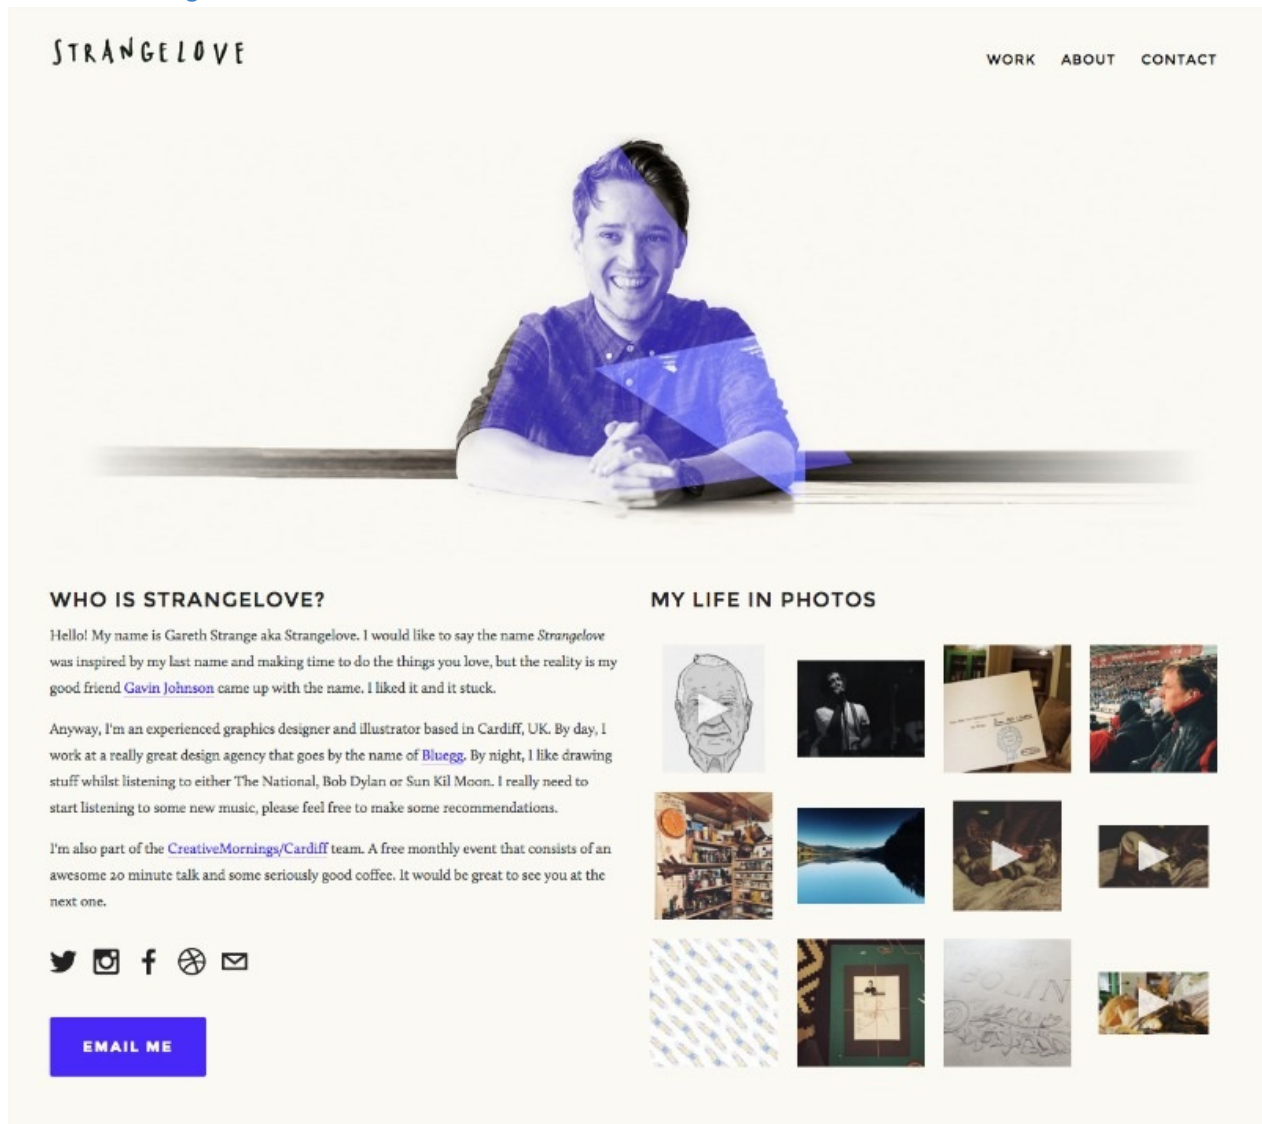 STRANGELOVE
WORK ABOUT CONTACT
WHO IS STRANGELOVE?
Hello! My name is Gareth Strange aka Strangelove. I would like to say the name Strangelove
was inspired by my last name and making time to do the things you love, but the reality is my
good friend Gavin Johnson came up with the name. I liked it and it stuck.
Anyway, I'm an experienced graphics designer and illustrator based in Cardiff, UK. By day, I
work at a really great design agency that goes by the name of Bluegg. By night, I like drawing
stuff whilst listening to either The National, Bob Dylan or Sun Kil Moon. I really need to
start listening to some new music, please feel free to make some recommendations.
I'm also part of the CreativeMornings/Cardiff team. A free monthly event that consists of an
awesome 20 minute talk and some seriously good coffee. It would be great to see you at the
next one.
EMAIL ME
MY LIFE IN PHOTOS